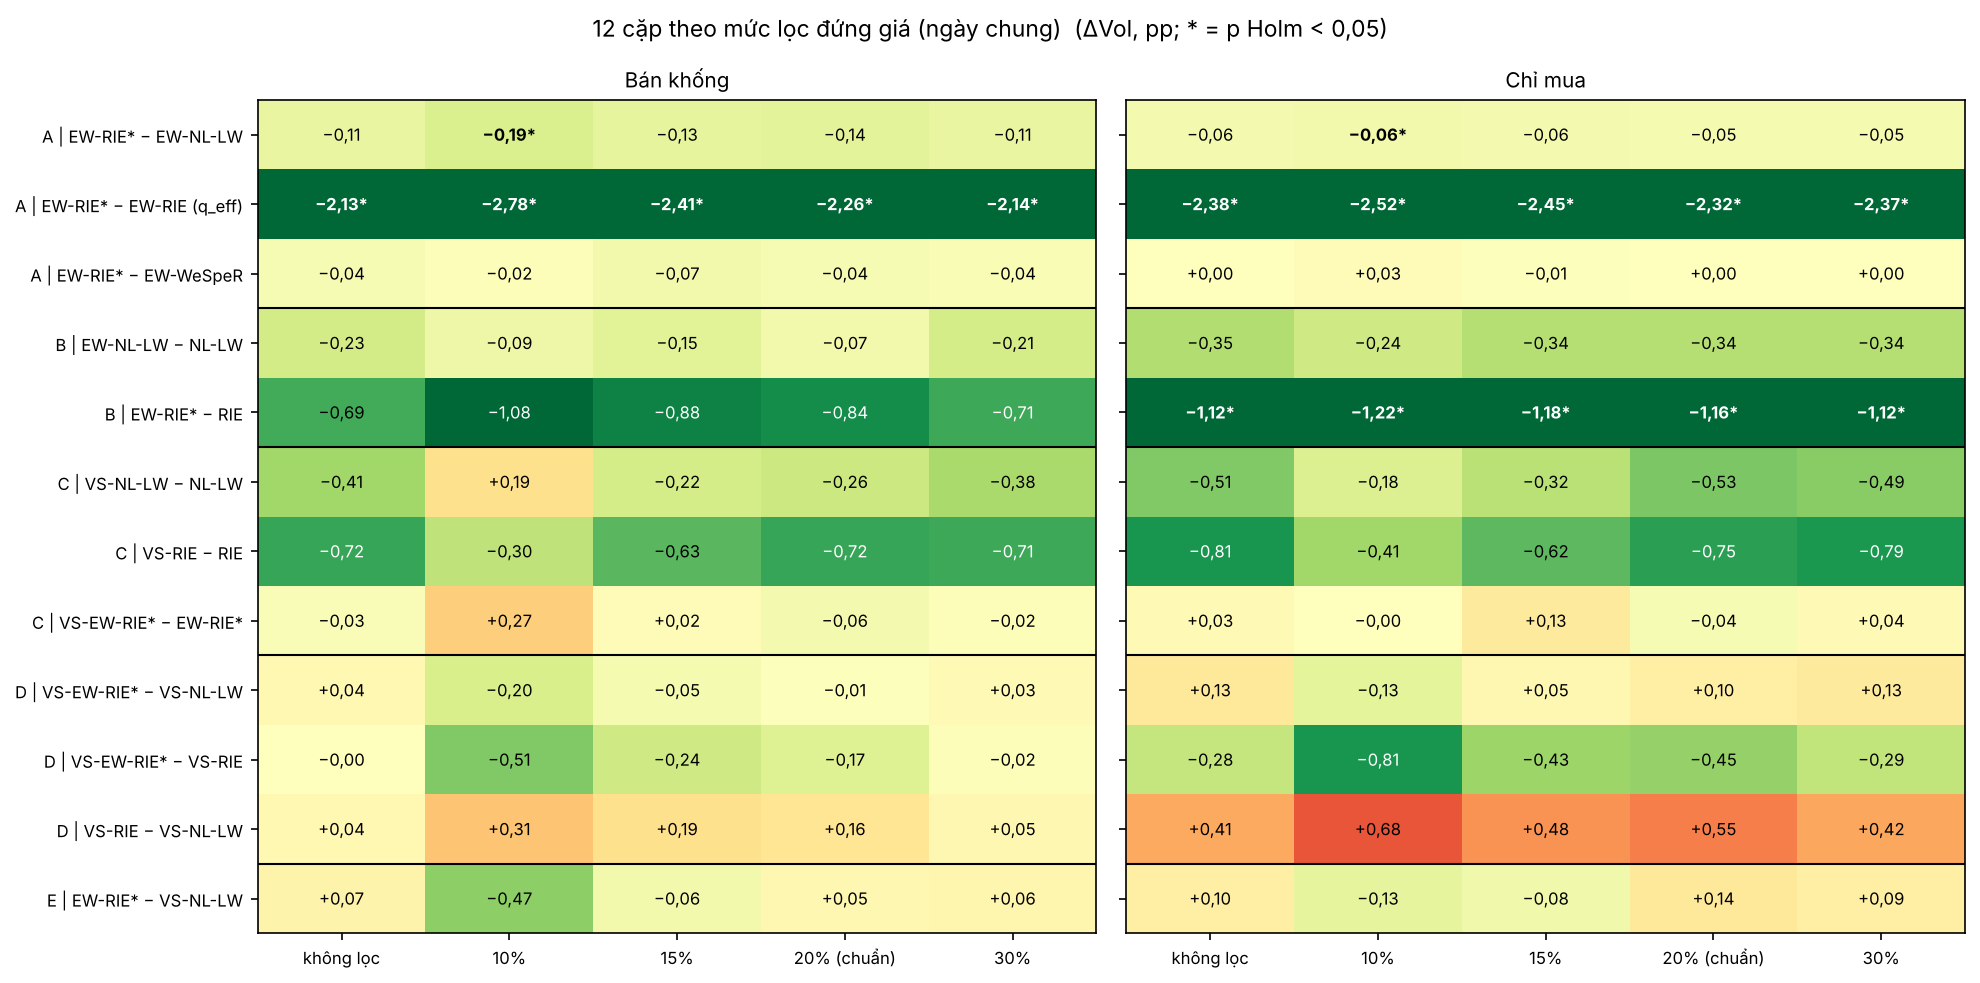 12 cặp theo mức lọc đứng giá (ngày chung)  (ΔVol, pp; * = p Holm < 0,05)
Bán khống
Chỉ mua
A | EW-RIE* − EW-NL-LW −0,11 −0,19* −0,13 −0,14 −0,11 −0,06 −0,06* −0,06 −0,05 −0,05
A | EW-RIE* − EW-RIE (q_eff) −2,13* −2,78* −2,41* −2,26* −2,14* −2,38* −2,52* −2,45* −2,32* −2,37*
A | EW-RIE* − EW-WeSpeR −0,04 −0,02 −0,07 −0,04 −0,04 +0,00 +0,03 −0,01 +0,00 +0,00
B | EW-NL-LW − NL-LW −0,23 −0,09 −0,15 −0,07 −0,21 −0,35 −0,24 −0,34 −0,34 −0,34
B | EW-RIE* − RIE −0,69 −1,08 −0,88 −0,84 −0,71 −1,12* −1,22* −1,18* −1,16* −1,12*
C | VS-NL-LW − NL-LW −0,41 +0,19 −0,22 −0,26 −0,38 −0,51 −0,18 −0,32 −0,53 −0,49
C | VS-RIE − RIE −0,72 −0,30 −0,63 −0,72 −0,71 −0,81 −0,41 −0,62 −0,75 −0,79
C | VS-EW-RIE* − EW-RIE* −0,03 +0,27 +0,02 −0,06 −0,02 +0,03 −0,00 +0,13 −0,04 +0,04
D | VS-EW-RIE* − VS-NL-LW +0,04 −0,20 −0,05 −0,01 +0,03 +0,13 −0,13 +0,05 +0,10 +0,13
D | VS-EW-RIE* − VS-RIE −0,00 −0,51 −0,24 −0,17 −0,02 −0,28 −0,81 −0,43 −0,45 −0,29
D | VS-RIE − VS-NL-LW +0,04 +0,31 +0,19 +0,16 +0,05 +0,41 +0,68 +0,48 +0,55 +0,42
E | EW-RIE* − VS-NL-LW +0,07 −0,47 −0,06 +0,05 +0,06 +0,10 −0,13 −0,08 +0,14 +0,09
không lọc 10% 15% 20% (chuẩn) 30% không lọc 10% 15% 20% (chuẩn) 30%